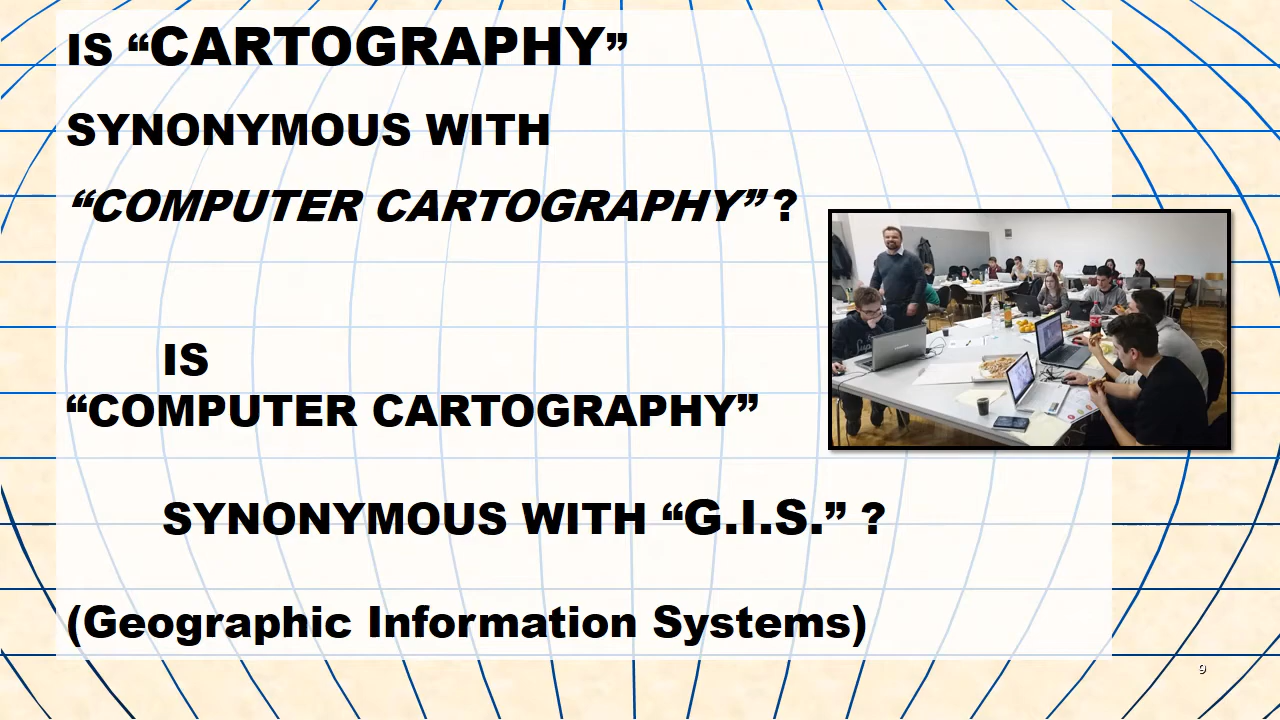 IS “CARTOGRAPHY”
SYNONYMOUS WITH
“COMPUTER CARTOGRAPHY” ?
IS
“COMPUTER CARTOGRAPHY”
SYNONYMOUS WITH “G.I.S.” ?
(Geographic Information Systems)
9